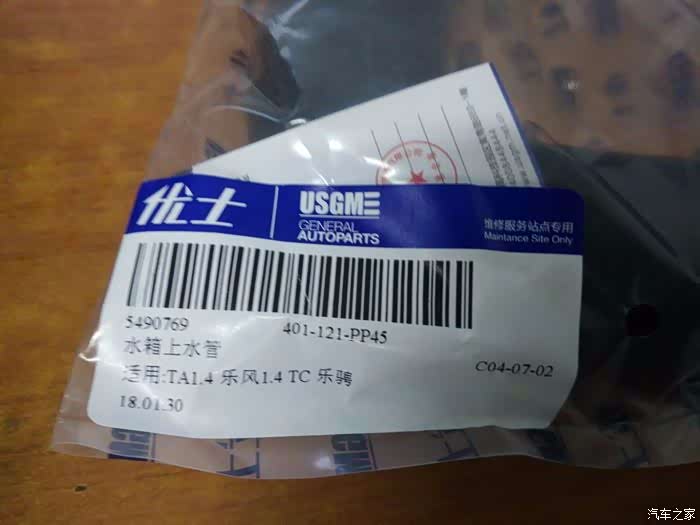 优士
USGME
GENERAL
AUTOPARTS
维修服务站点专用
Maintance Site Only
5490769
401-121-PP45
水箱上水管
适用:TA1.4 乐风1.4 TC 乐骋
C04-07-02
18.01.30
汽车之家